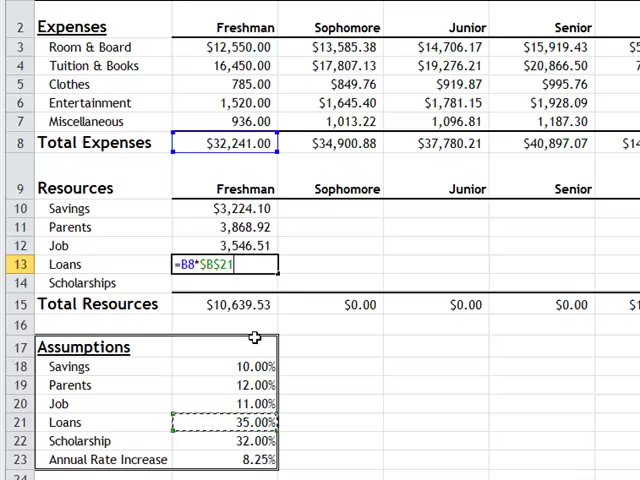 2 Expenses Freshman Sophomore Junior Senior
3 Room & Board $12,550.00 $13,585.38 $14,706.17 $15,919.43 $5
4 Tuition & Books 16,450.00 $17,807.13 $19,276.21 $20,866.50 7
5 Clothes 785.00 $849.76 $919.87 $995.76
6 Entertainment 1,520.00 $1,645.40 $1,781.15 $1,928.09
7 Miscellaneous 936.00 1,013.22 1,096.81 1,187.30
8 Total Expenses $32,241.00 $34,900.88 $37,780.21 $40,897.07 $14
9 Resources Freshman Sophomore Junior Senior
10 Savings $3,224.10
11 Parents 3,868.92
12 Job 3,546.51
13 Loans =B8*$B$21
14 Scholarships
15 Total Resources $10,639.53 $0.00 $0.00 $0.00 $1
16
17 Assumptions
18 Savings 10.00%
19 Parents 12.00%
20 Job 11.00%
21 Loans 35.00%
22 Scholarship 32.00%
23 Annual Rate Increase 8.25%